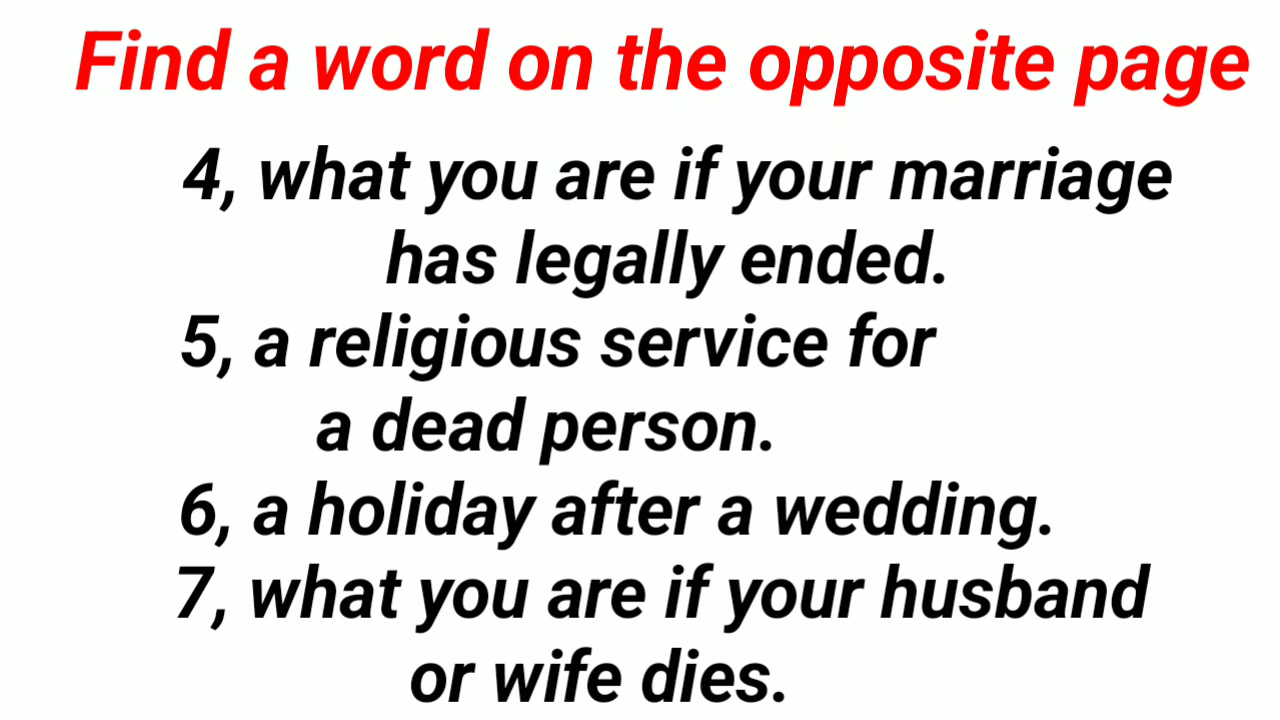 Find a word on the opposite page
4, what you are if your marriage
has legally ended.
5, a religious service for
a dead person.
6, a holiday after a wedding.
7, what you are if your husband
or wife dies.